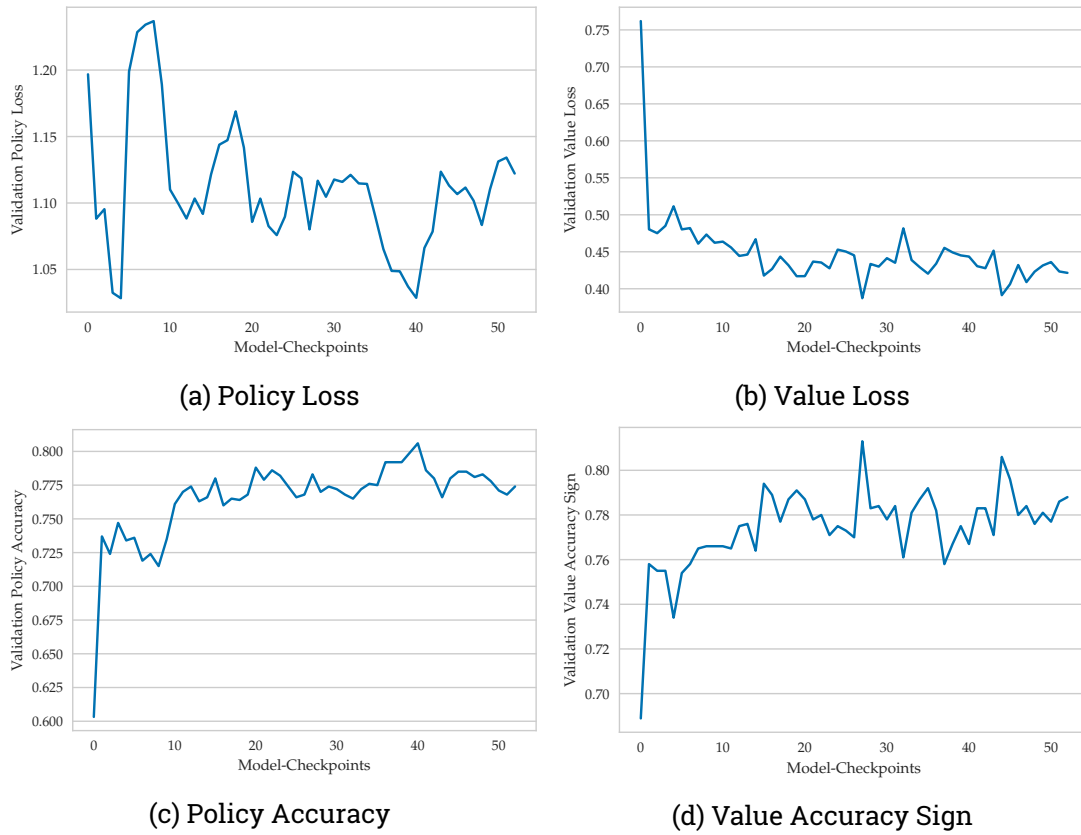 1.20
1.15
1.10
1.05
Validation Policy Loss
0 10 20 30 40 50
Model-Checkpoints
(a) Policy Loss
0.75
0.70
0.65
0.60
0.55
0.50
0.45
0.40
Validation Value Loss
0 10 20 30 40 50
Model-Checkpoints
(b) Value Loss
0.800
0.775
0.750
0.725
0.700
0.675
0.650
0.625
0.600
Validation Policy Accuracy
0 10 20 30 40 50
Model-Checkpoints
(c) Policy Accuracy
0.80
0.78
0.76
0.74
0.72
0.70
Validation Value Accuracy Sign
0 10 20 30 40 50
Model-Checkpoints
(d) Value Accuracy Sign